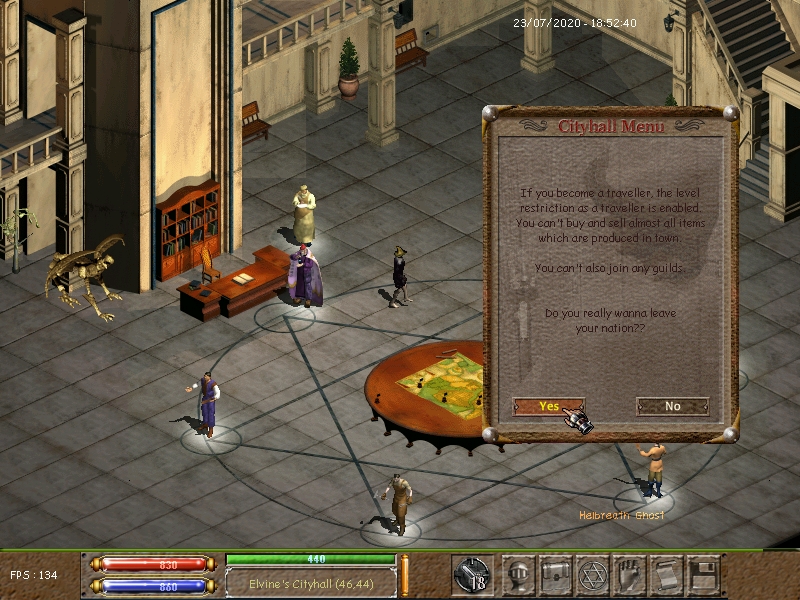 23/07/2020 - 18:52:40
Cityhall Menu
If you become a traveller, the level
restriction as a traveller is enabled.
You can't buy and sell almost all items
which are produced in town.
You can't also join any guilds.
Do you really wanna leave
your nation??
Yes
No
Helbreath Ghost
FPS : 134
830
860
440
Elvine's Cityhall (46,44)
18